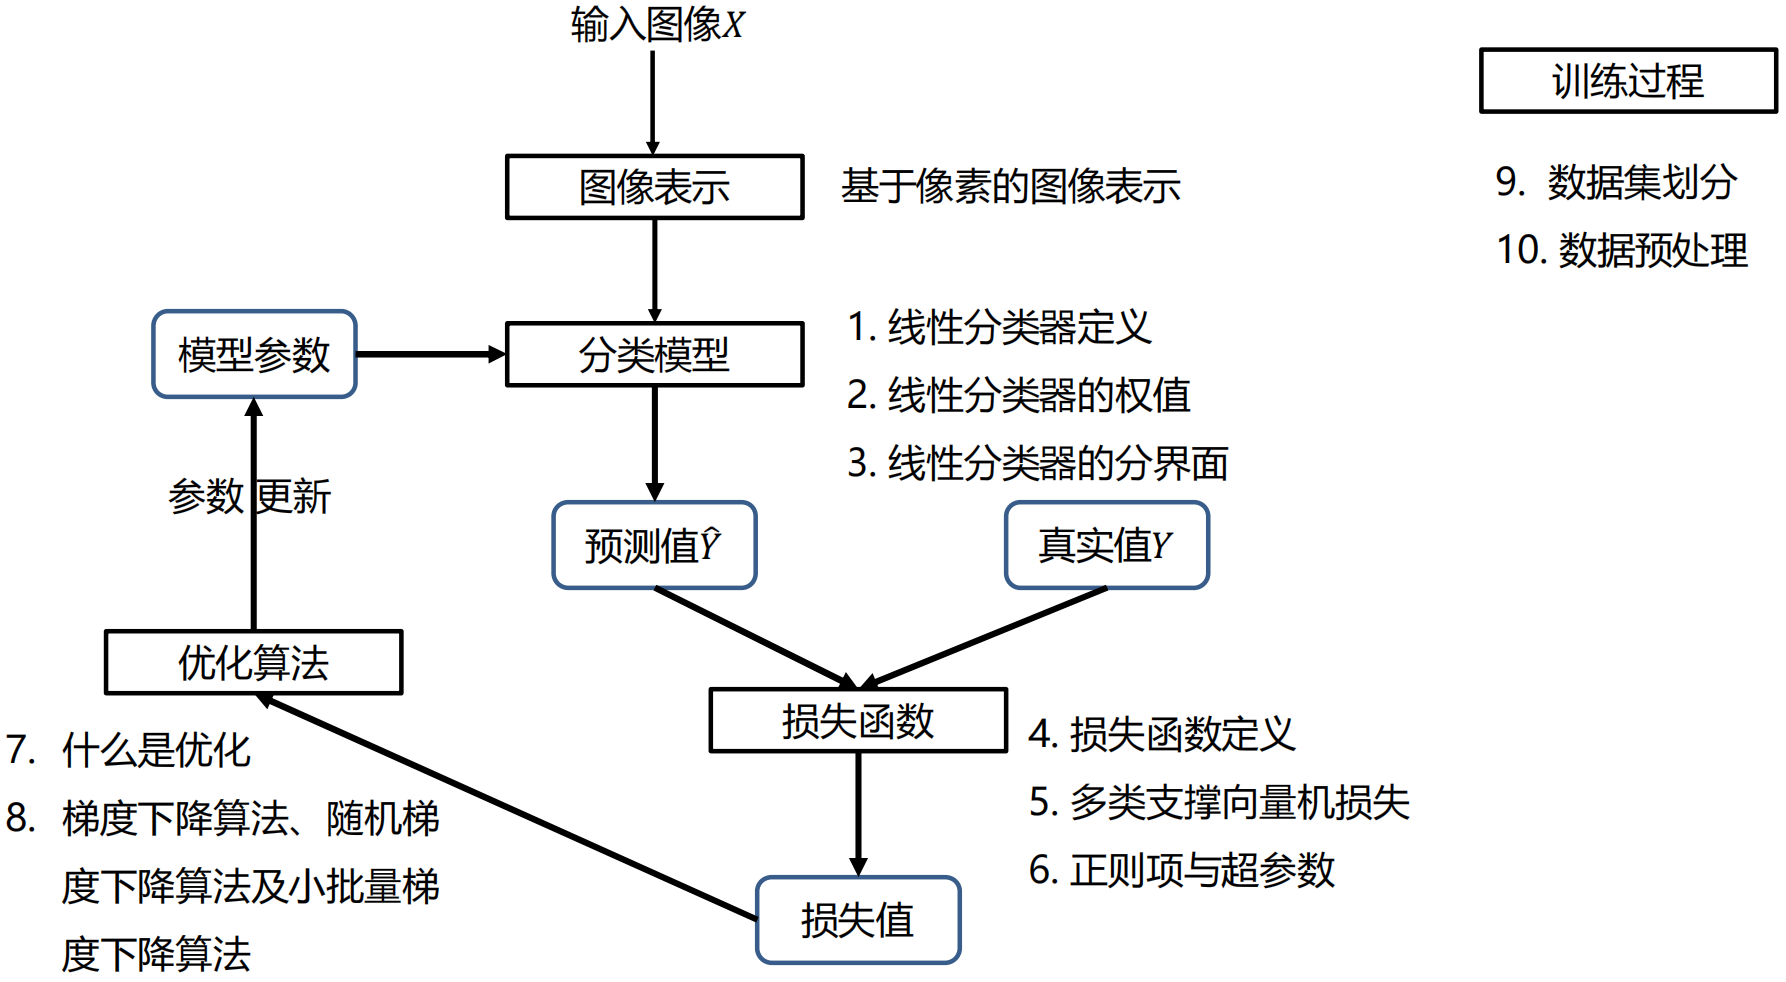 输入图像X
训练过程
图像表示
基于像素的图像表示
9. 数据集划分
10. 数据预处理
模型参数
分类模型
1. 线性分类器定义
2. 线性分类器的权值
3. 线性分类器的分界面
参数 更新
预测值Ŷ
真实值Y
优化算法
损失函数
4. 损失函数定义
5. 多类支撑向量机损失
6. 正则项与超参数
7. 什么是优化
8. 梯度下降算法、随机梯
度下降算法及小批量梯
度下降算法
损失值